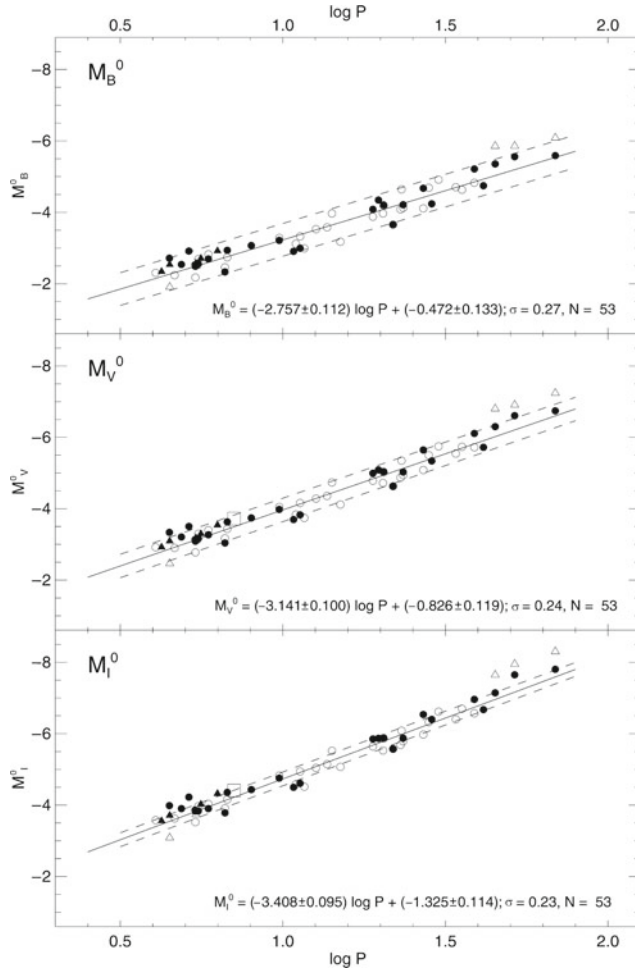 log P
0.5 1.0 1.5 2.0
−8
M_B^0
−6
M^0_B
−4
−2
M_B^0 = (−2.757±0.112) log P + (−0.472±0.133); σ = 0.27, N = 53
−8
M_V^0
−6
M^0_V
−4
−2
M_V^0 = (−3.141±0.100) log P + (−0.826±0.119); σ = 0.24, N = 53
−8
M_I^0
−6
M^0_I
−4
−2
M_I^0 = (−3.408±0.095) log P + (−1.325±0.114); σ = 0.23, N = 53
0.5 1.0 1.5 2.0
log P